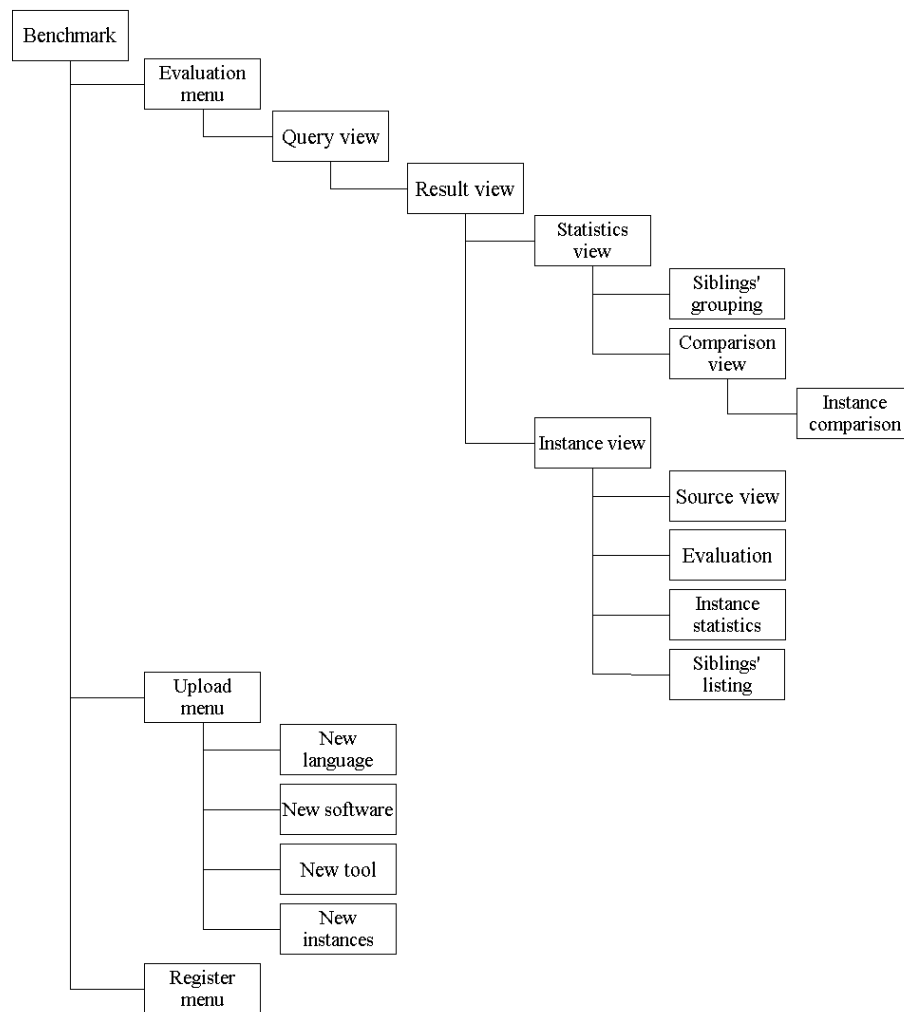 Benchmark
Evaluation
menu
Query view
Result view
Statistics
view
Siblings'
grouping
Comparison
view
Instance
comparison
Instance view
Source view
Evaluation
Instance
statistics
Siblings'
listing
Upload
menu
New
language
New software
New tool
New
instances
Register
menu